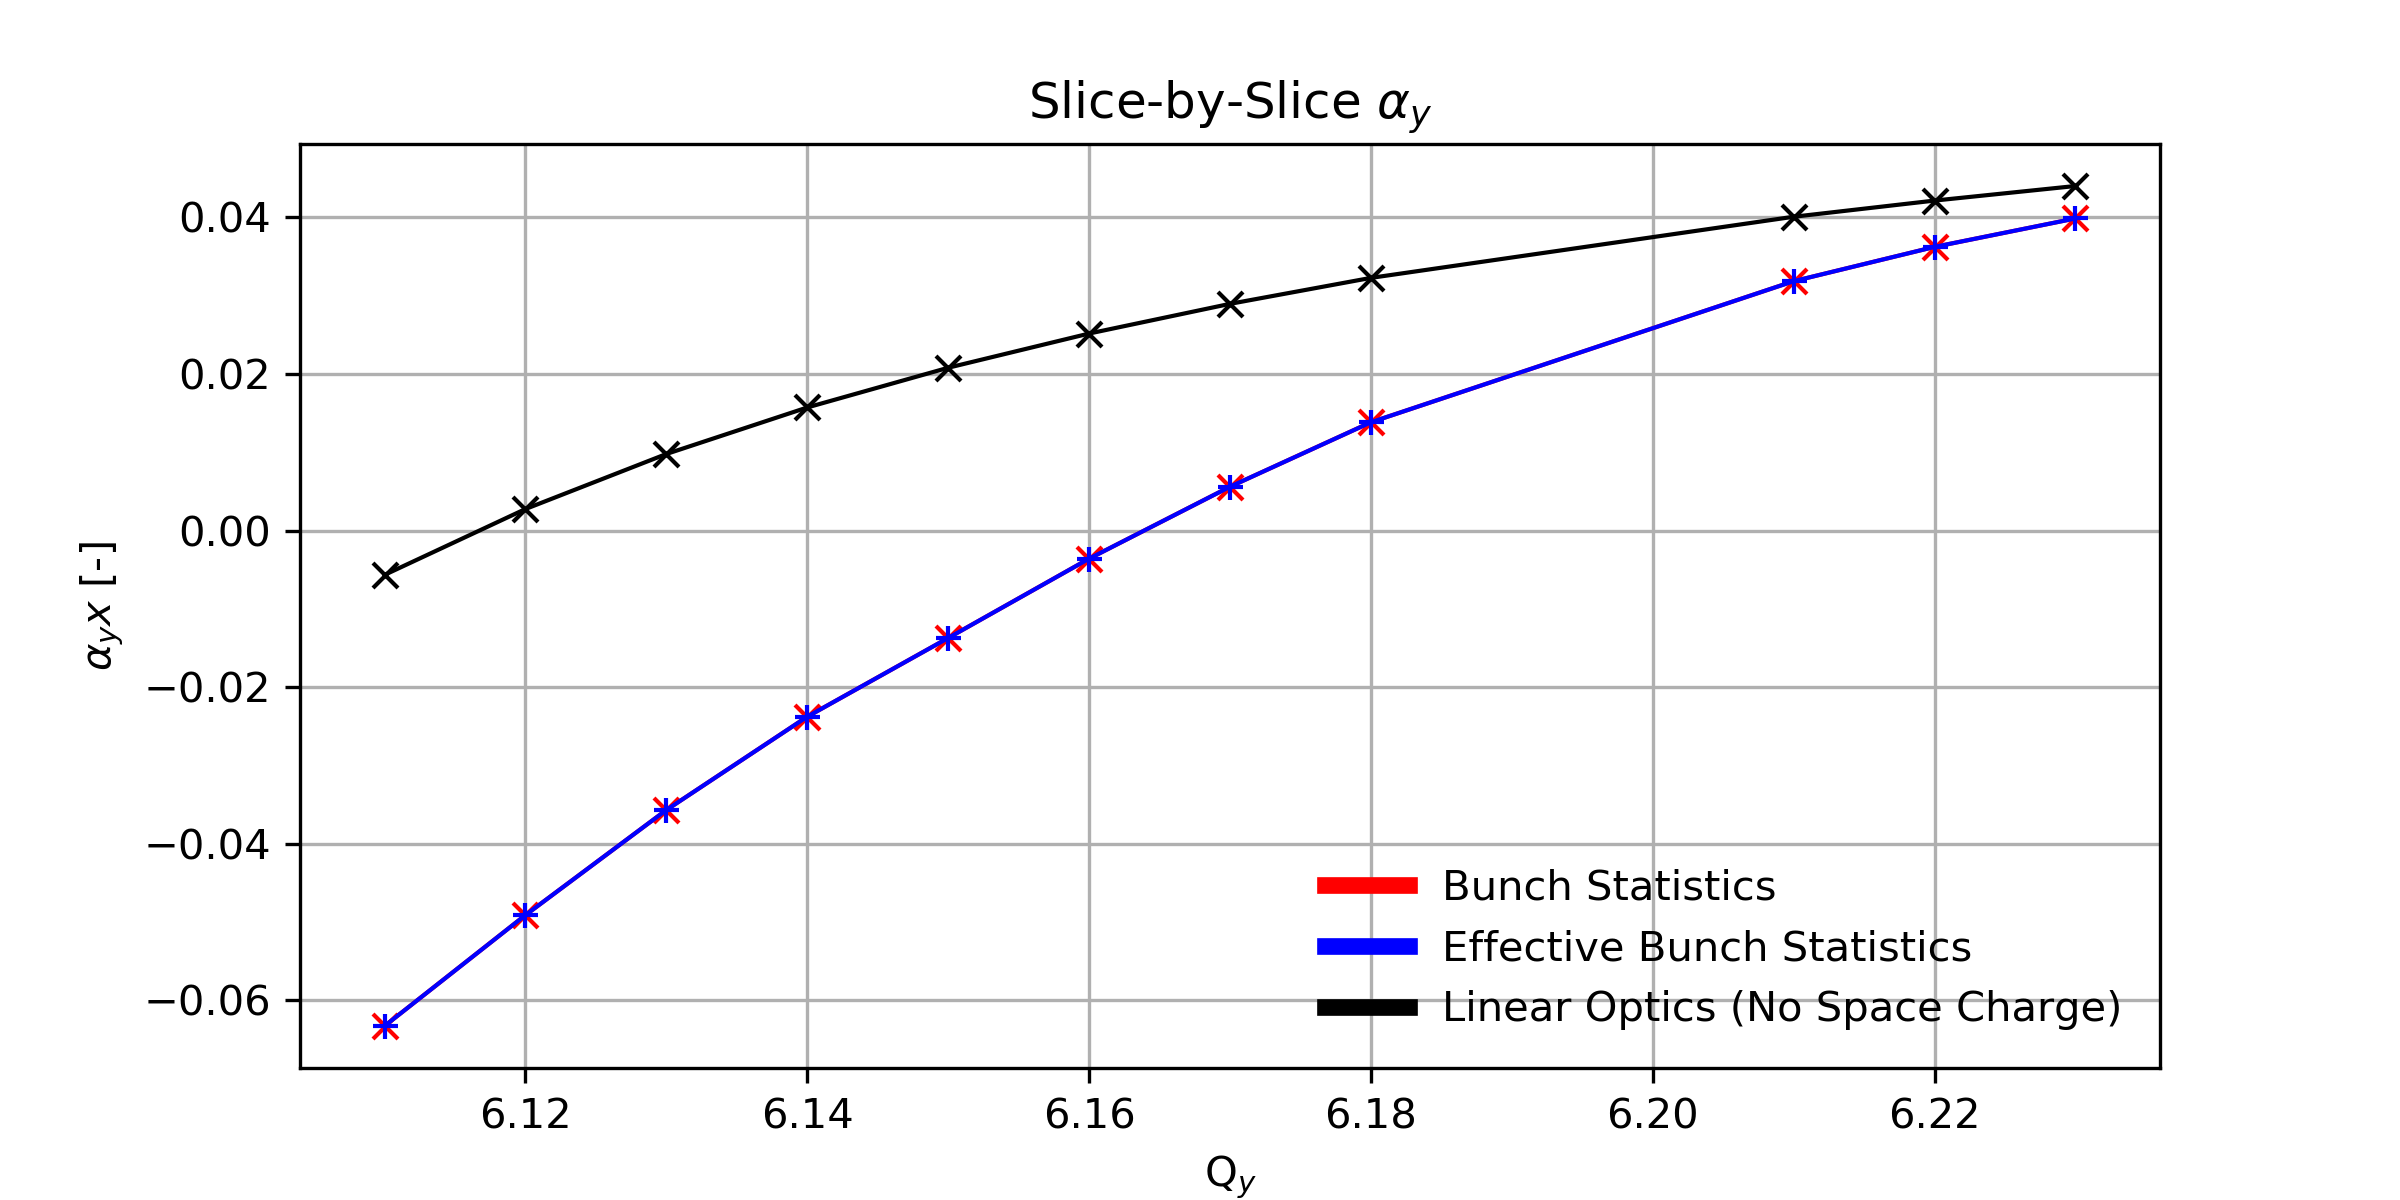 Slice-by-Slice αy
0.04
0.02
0.00
−0.02
−0.04
−0.06
αyx [-]
Bunch Statistics
Effective Bunch Statistics
Linear Optics (No Space Charge)
6.12 6.14 6.16 6.18 6.20 6.22
Qy